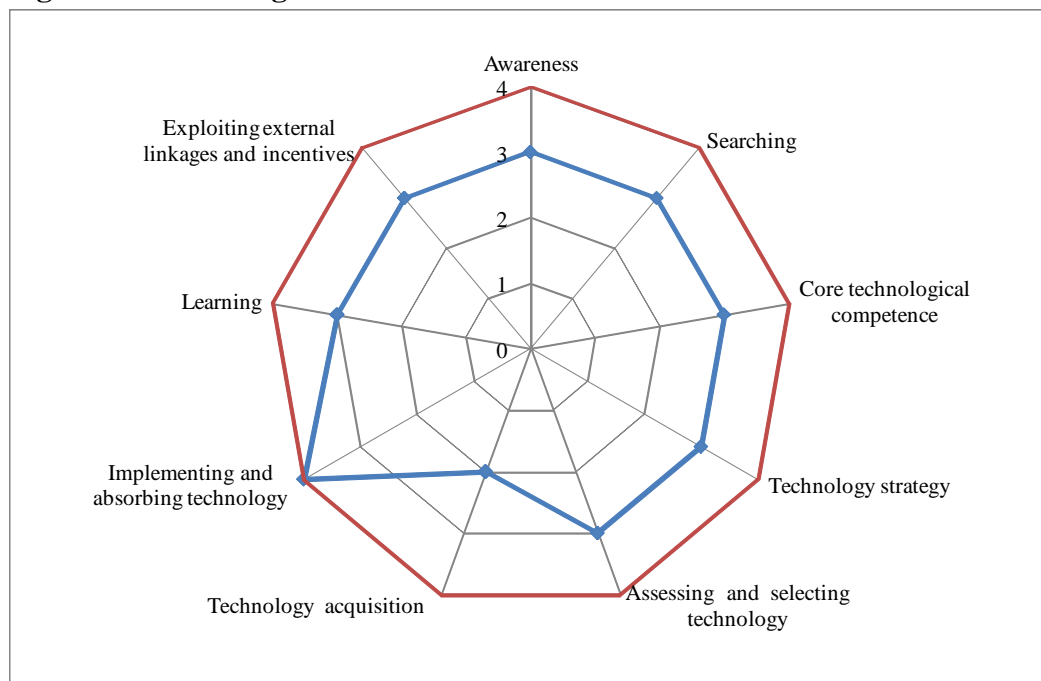 Awareness
4
Exploiting external
linkages and incentives
Searching
3
2
Learning
Core technological
competence
1
0
Implementing and
absorbing technology
Technology strategy
Technology acquisition
Assessing and selecting
technology